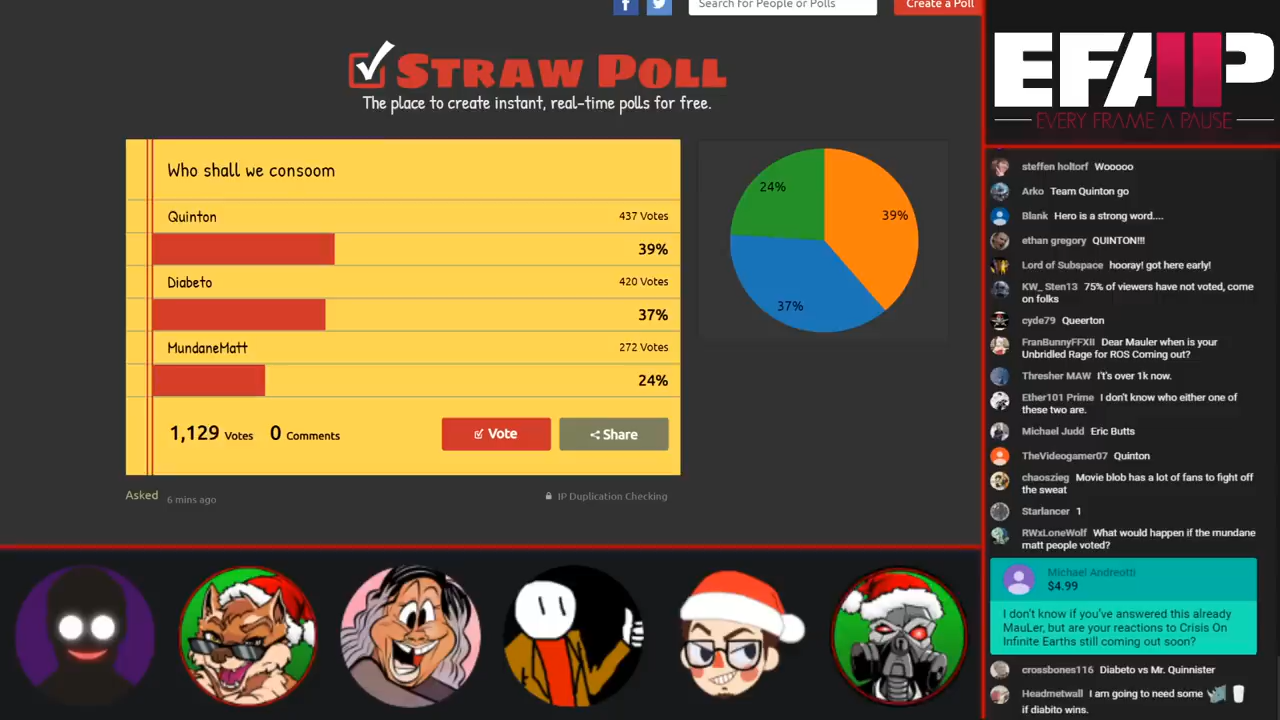 Search for People or Polls
Create a Poll
STRAW POLL
The place to create instant, real-time polls for free.
Who shall we consoom
Quinton
437 Votes
39%
Diabeto
420 Votes
37%
MundaneMatt
272 Votes
24%
1,129 Votes 0 Comments
Vote
Share
Asked 6 mins ago
IP Duplication Checking
24%
39%
37%
EFAP
EVERY FRAME A PAUSE
steffen holtorf Wooooo
Arko Team Quinton go
Blank Hero is a strong word....
ethan gregory QUINTON!!!
Lord of Subspace hooray! got here early!
KW_ Sten13 75% of viewers have not voted, come
on folks
cyde79 Queerton
FranBunnyFFXII Dear Mauler when is your
Unbridled Rage for ROS Coming out?
Thresher MAW I't's over 1k now.
Ether101 Prime I don't know who either one of
these two are.
Michael Judd Eric Butts
TheVideogamer07 Quinton
chaoszieg Movie blob has a lot of fans to fight off
the sweat
Starlancer 1
RWxLoneWolf What would happen if the mundane
matt people voted?
Michael Andreotti
$4.99
I don't know if you've answered this already
MauLer, but are your reactions to Crisis On
Infinite Earths still coming out soon?
crossbones116 Diabeto vs Mr. Quinnister
Headmetwall I am going to need some
if diabito wins.